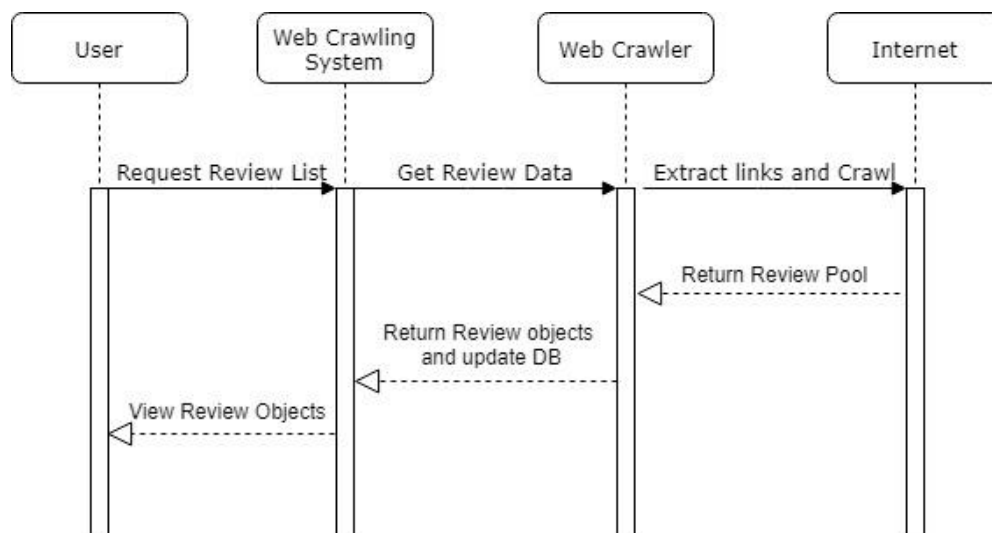 User
Web Crawling
System
Web Crawler
Internet
Request Review List
Get Review Data
Extract links and Crawl
Return Review Pool
Return Review objects
and update DB
View Review Objects